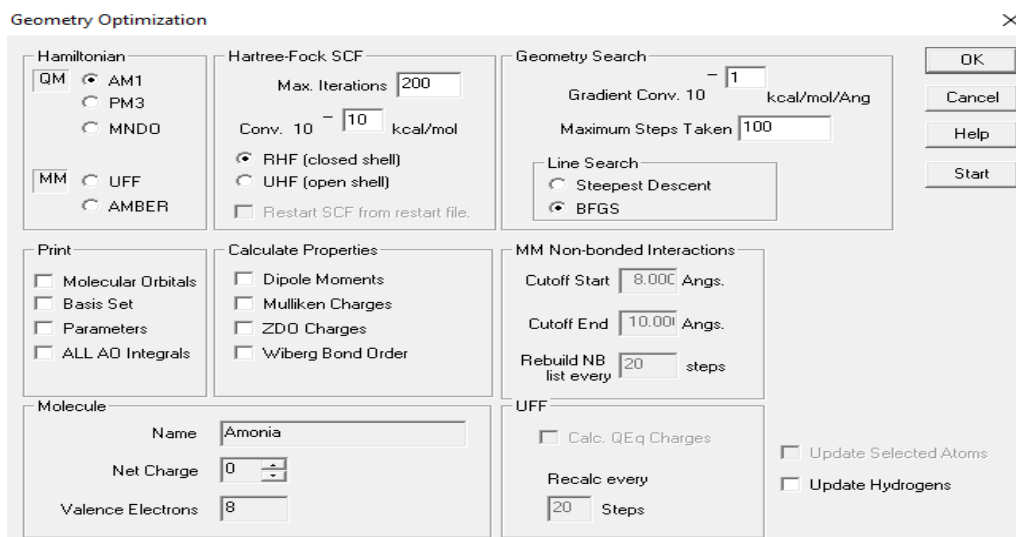 Geometry Optimization
Hamiltonian
QM AM1
PM3
MNDO
MM UFF
AMBER
Hartree-Fock SCF
Max. Iterations 200
Conv. 10 - 10 kcal/mol
RHF (closed shell)
UHF (open shell)
Restart SCF from restart file.
Geometry Search
Gradient Conv. 10 - 1 kcal/mol/Ang
Maximum Steps Taken 100
Line Search
Steepest Descent
BFGS
OK
Cancel
Help
Start
Print
Molecular Orbitals
Basis Set
Parameters
ALL AO Integrals
Calculate Properties
Dipole Moments
Mulliken Charges
ZDO Charges
Wiberg Bond Order
MM Non-bonded Interactions
Cutoff Start 8.000 Angs.
Cutoff End 10.00 Angs.
Rebuild NB
list every 20 steps
Molecule
Name Amonia
Net Charge 0
Valence Electrons 8
UFF
Calc. QEq Charges
Recalc every
20 Steps
Update Selected Atoms
Update Hydrogens